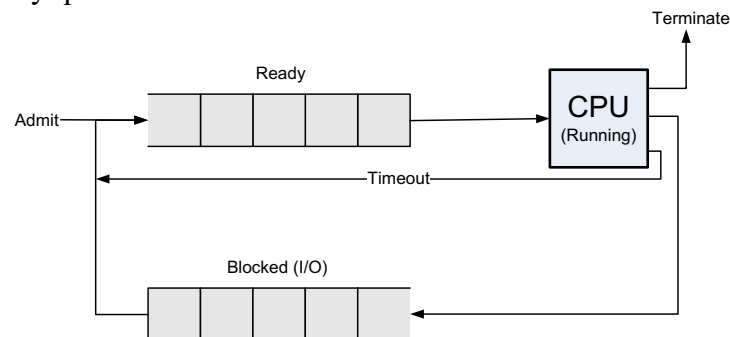 Terminate
Ready
CPU
(Running)
Admit
Timeout
Blocked (I/O)